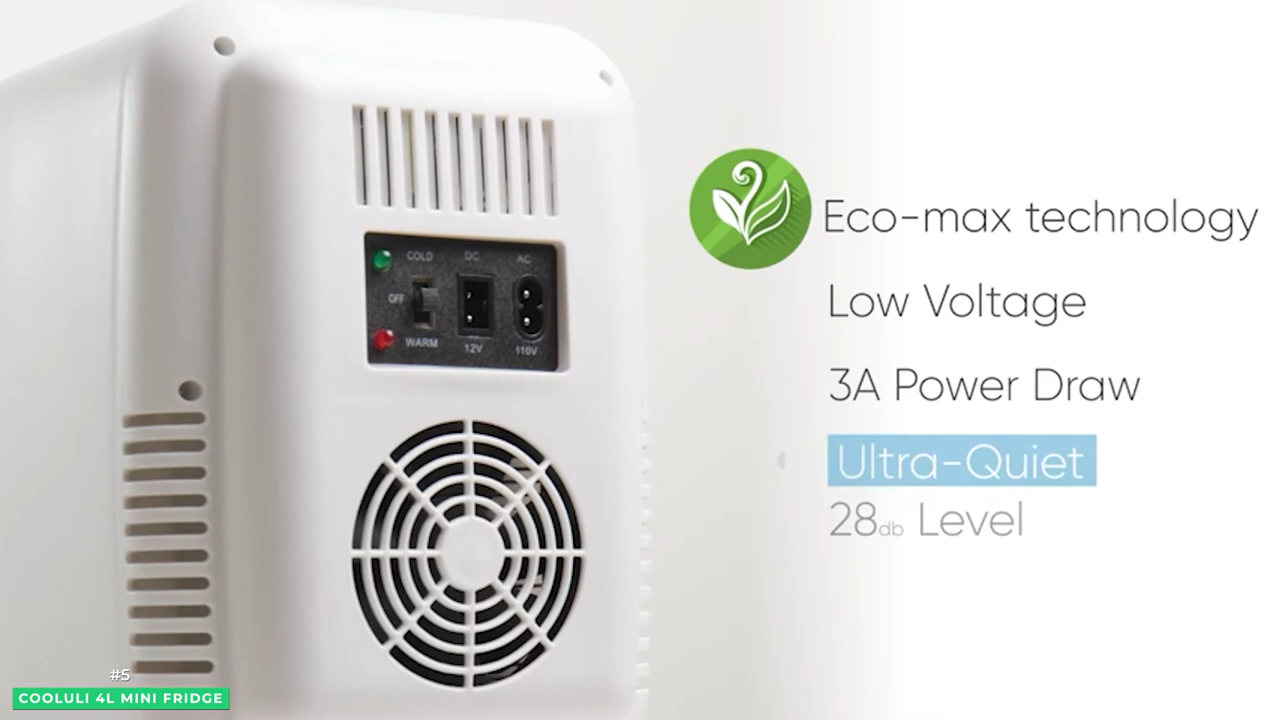 Eco-max technology
Low Voltage
3A Power Draw
Ultra-Quiet
28db Level
COLD DC AC
OFF
WARM 12V 110V
#5
COOLULI 4L MINI FRIDGE